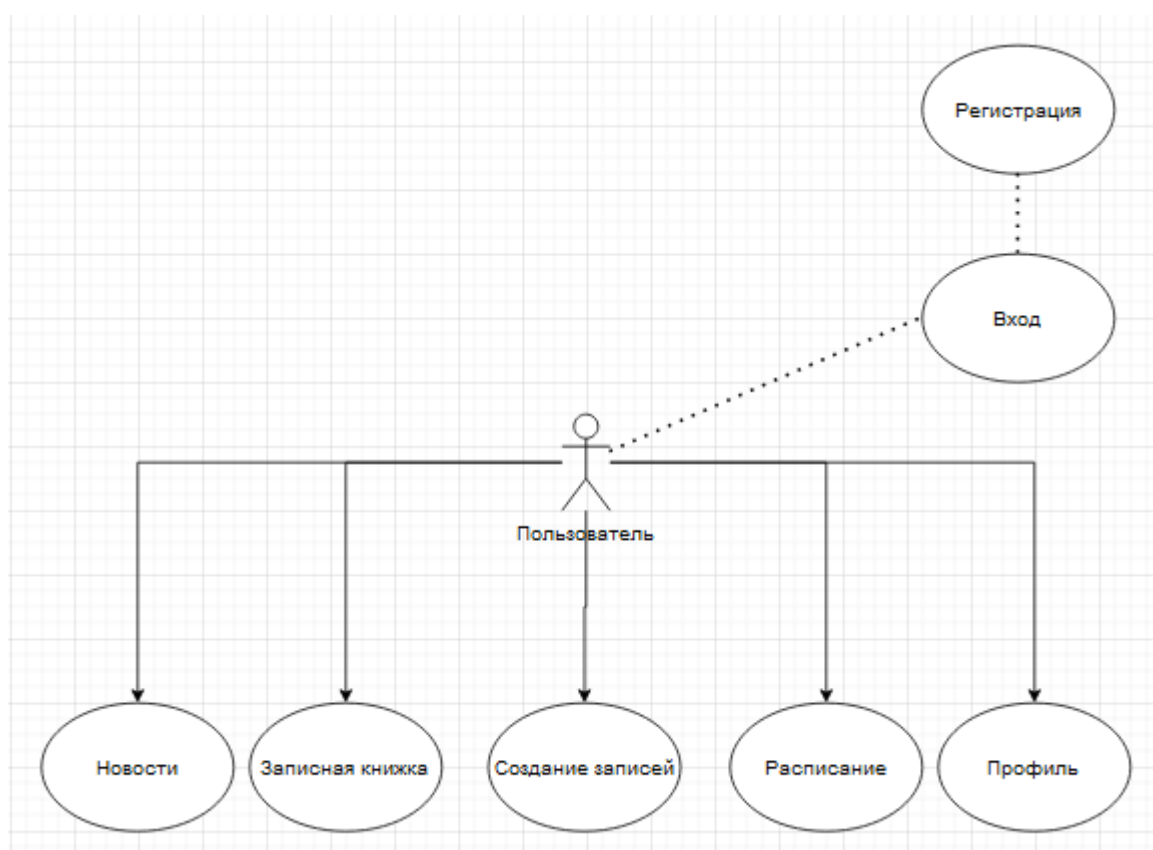 Регистрация
Вход
Пользователь
Новости
Записная книжка
Создание записей
Расписание
Профиль